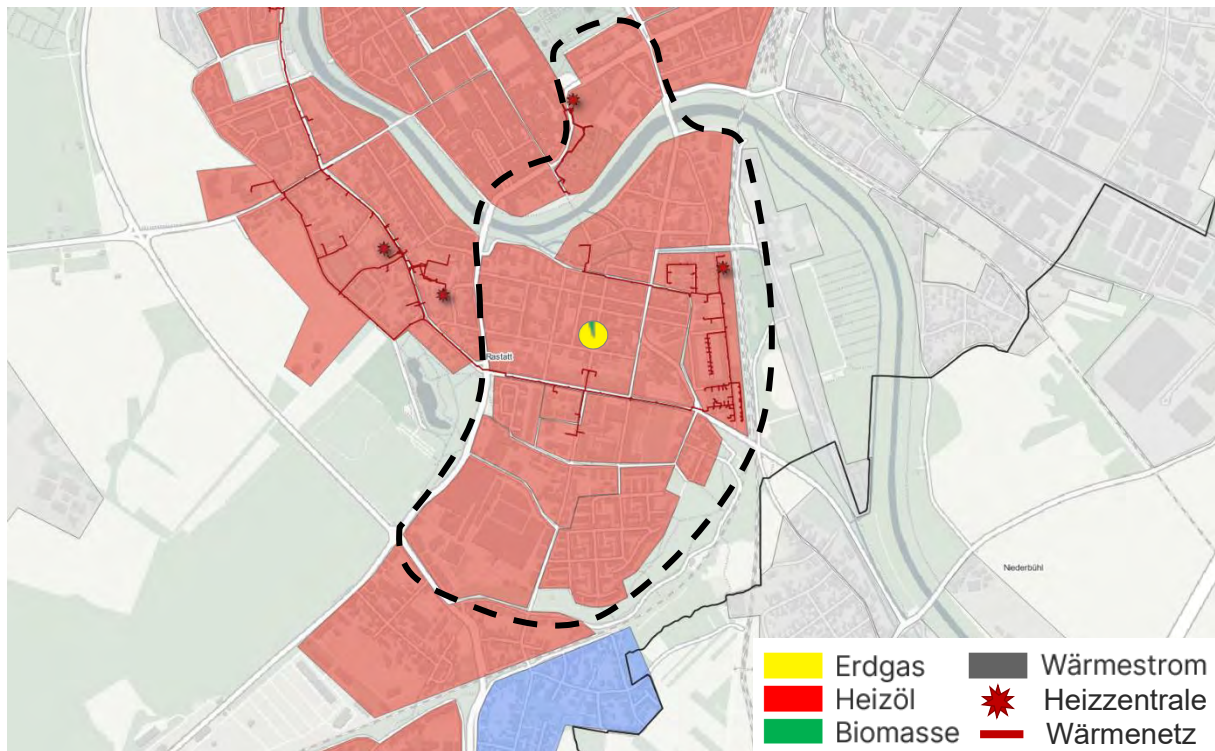 Rastatt
Niederbühl
Erdgas
Wärmestrom
Heizöl
Heizzentrale
Biomasse
Wärmenetz